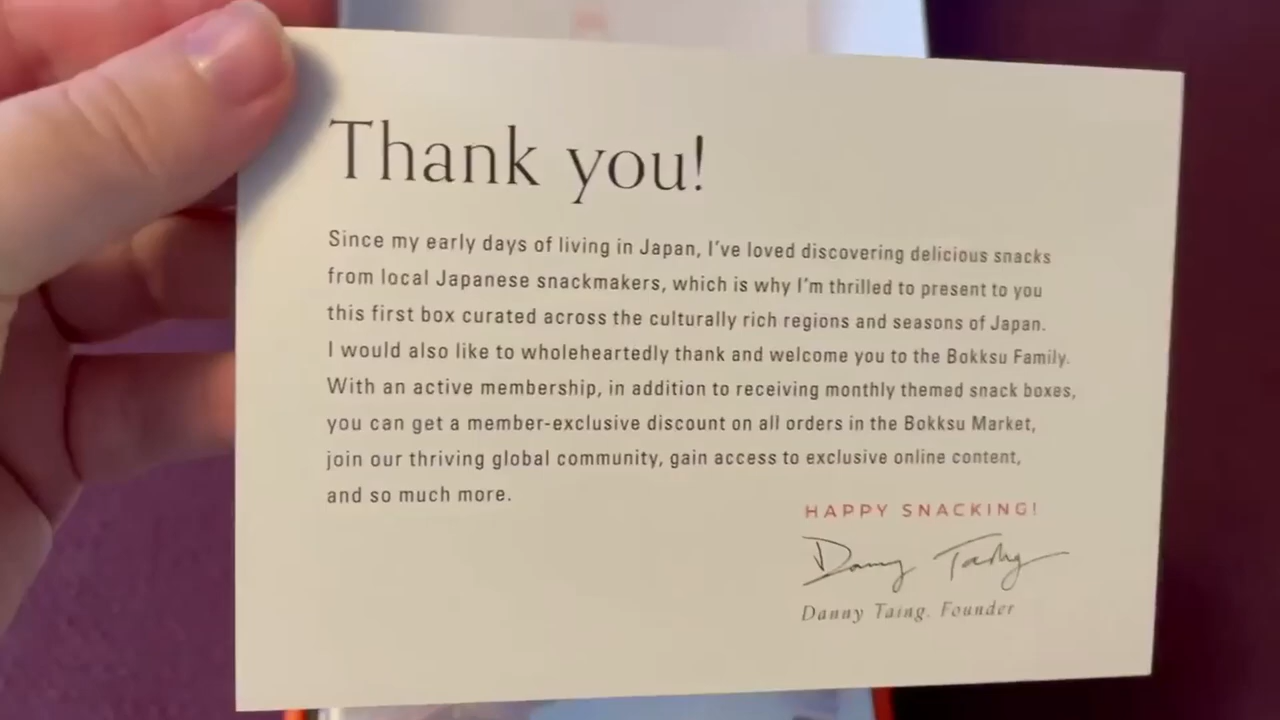 Thank you!
Since my early days of living in Japan, I've loved discovering delicious snacks
from local Japanese snackmakers, which is why I'm thrilled to present to you
this first box curated across the culturally rich regions and seasons of Japan.
I would also like to wholeheartedly thank and welcome you to the Bokksu Family.
With an active membership, in addition to receiving monthly themed snack boxes,
you can get a member-exclusive discount on all orders in the Bokksu Market,
join our thriving global community, gain access to exclusive online content,
and so much more.
HAPPY SNACKING!
Danny Taing
Danny Taing. Founder